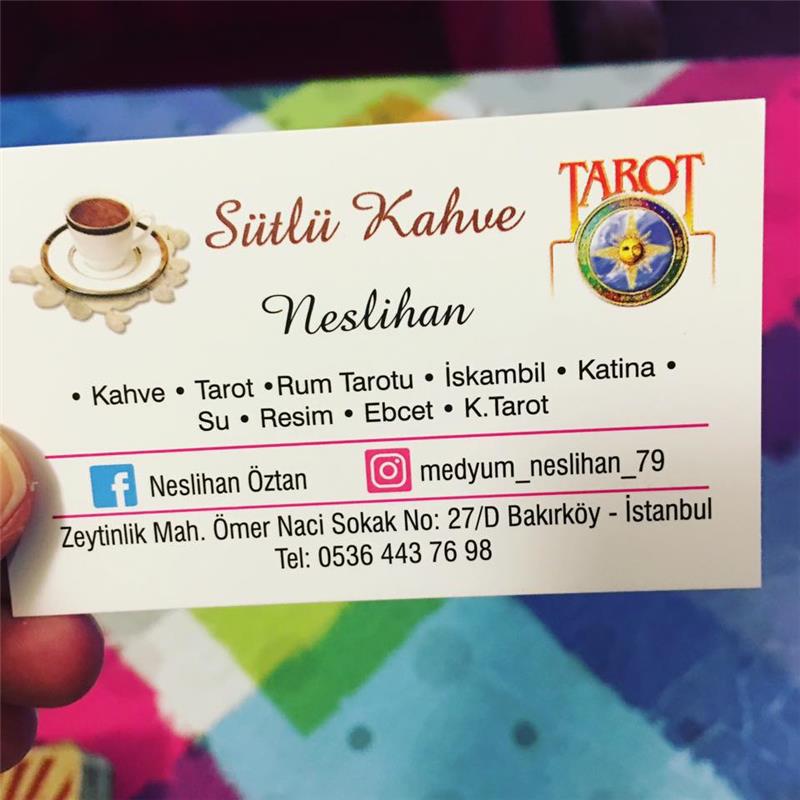 TAROT
Sütlü Kahve
Neslihan
• Kahve • Tarot •Rum Tarotu • İskambil • Katina •
Su • Resim • Ebcet • K.Tarot
f Neslihan Öztan medyum_neslihan_79
Zeytinlik Mah. Ömer Naci Sokak No: 27/D Bakırköy - İstanbul
Tel: 0536 443 76 98